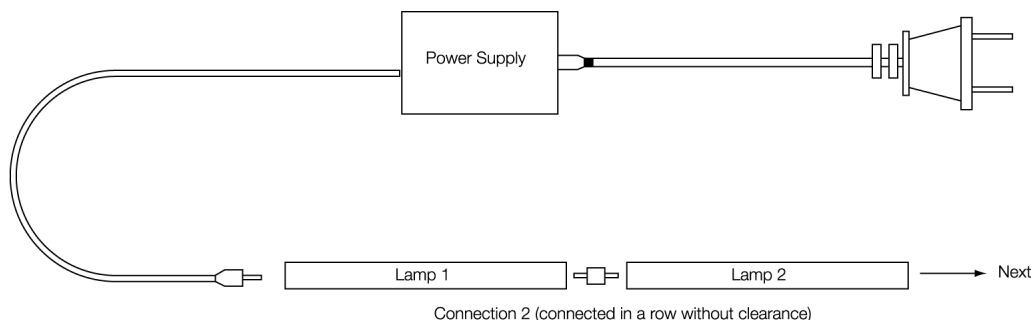 Power Supply
Lamp 1
Lamp 2
Next
Connection 2 (connected in a row without clearance)